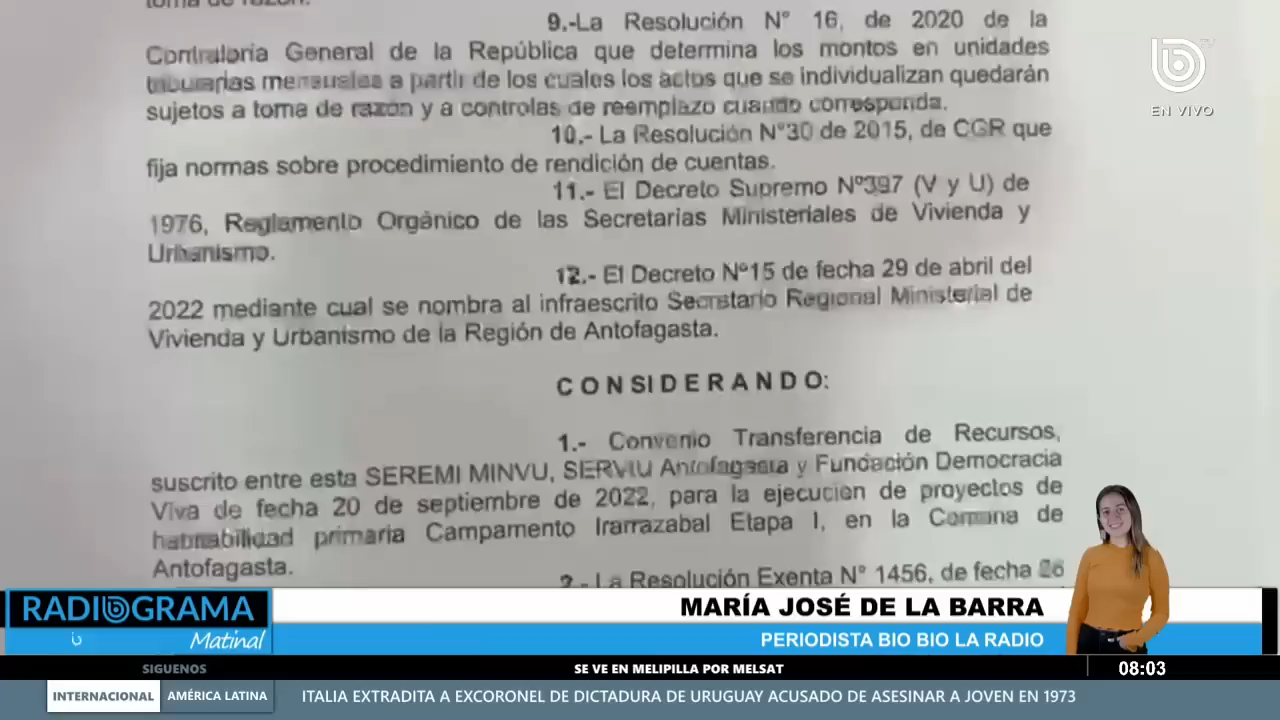 toma de razón.
9.-La Resolución N° 16, de 2020 de la
Contraloría General de la República que determina los montos en unidades
tributarias mensuales a partir de los cuales los actos que se individualizan quedarán
sujetos a toma de razón y a controlas de reemplazo cuando corresponda.
10.- La Resolución N°30 de 2015, de CGR que
fija normas sobre procedimiento de rendición de cuentas.
11.- El Decreto Supremo Nº397 (V y U) de
1976, Reglamento Orgánico de las Secretarias Ministeriales de Vivienda y
Urbanismo.
12.- El Decreto Nº15 de fecha 29 de abril del
2022 mediante cual se nombra al infraescrito Secretario Regional Ministerial de
Vivienda y Urbanismo de la Región de Antofagasta.
CONSIDERANDO:
1.- Convenio Transferencia de Recursos,
suscrito entre esta SEREMI MINVU, SERVIU Antofagasta y Fundación Democracia
Viva de fecha 20 de septiembre de 2022, para la ejecución de proyectos de
habitabilidad primaria Campamento Irarrazabal Etapa I, en la Comuna de
Antofagasta.
2.- La Resolución Exenta N° 1456, de fecha 26
b TV
EN VIVO
RADIOGRAMA
Matinal
MARÍA JOSÉ DE LA BARRA
PERIODISTA BIO BIO LA RADIO
SIGUENOS
SE VE EN MELIPILLA POR MELSAT
08:03
INTERNACIONAL
AMÉRICA LATINA
ITALIA EXTRADITA A EXCORONEL DE DICTADURA DE URUGUAY ACUSADO DE ASESINAR A JOVEN EN 1973